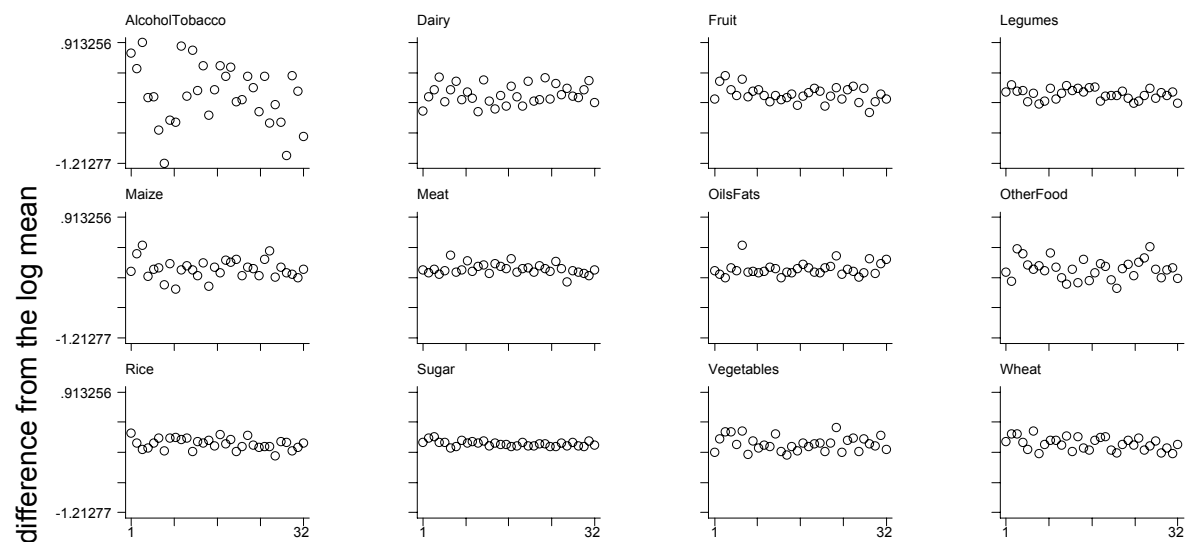 AlcoholTobacco
Dairy
Fruit
Legumes
.913256
-1.21277
Maize
Meat
OilsFats
OtherFood
.913256
-1.21277
Rice
Sugar
Vegetables
Wheat
.913256
-1.21277
1 32
1 32
1 32
1 32
difference from the log mean